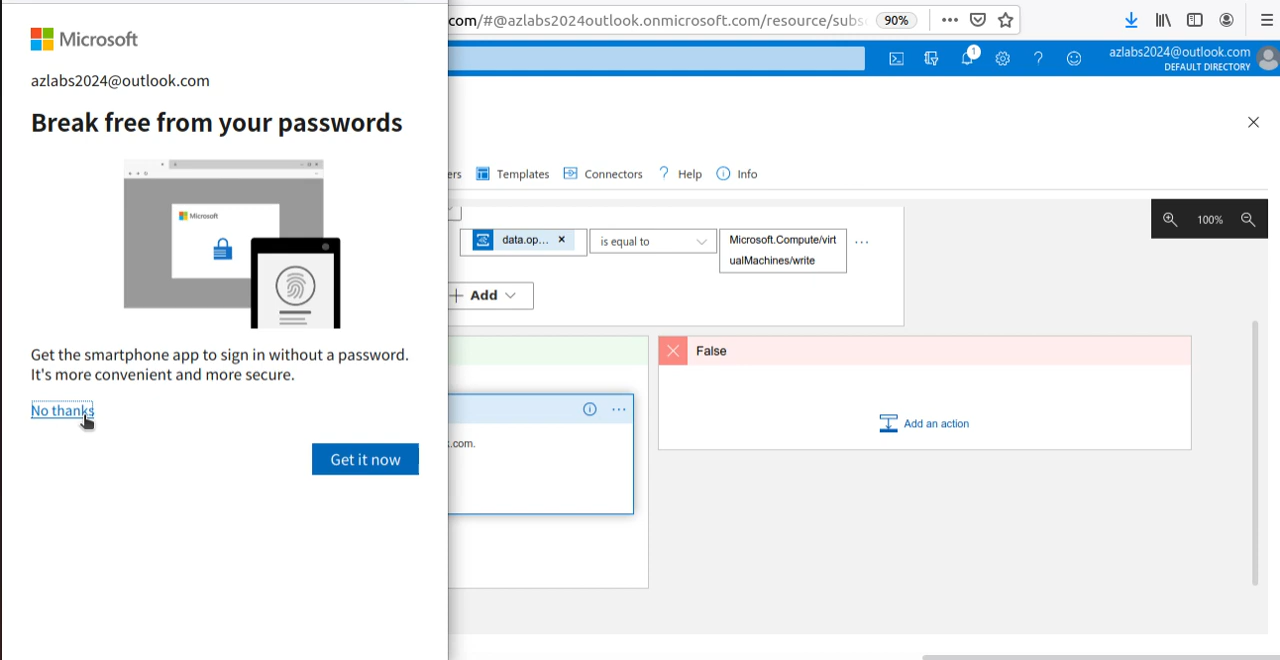 Microsoft
azlabs2024@outlook.com
Break free from your passwords
Microsoft
Get the smartphone app to sign in without a password.
It's more convenient and more secure.
No thanks
Get it now
com/#@azlabs2024outlook.onmicrosoft.com/resource/subs
90%
1
azlabs2024@outlook.com
DEFAULT DIRECTORY
ers
Templates
Connectors
? Help
Info
100%
data.op... ×
is equal to
Microsoft.Compute/virt
ualMachines/write
...
+ Add
False
.com.
Add an action